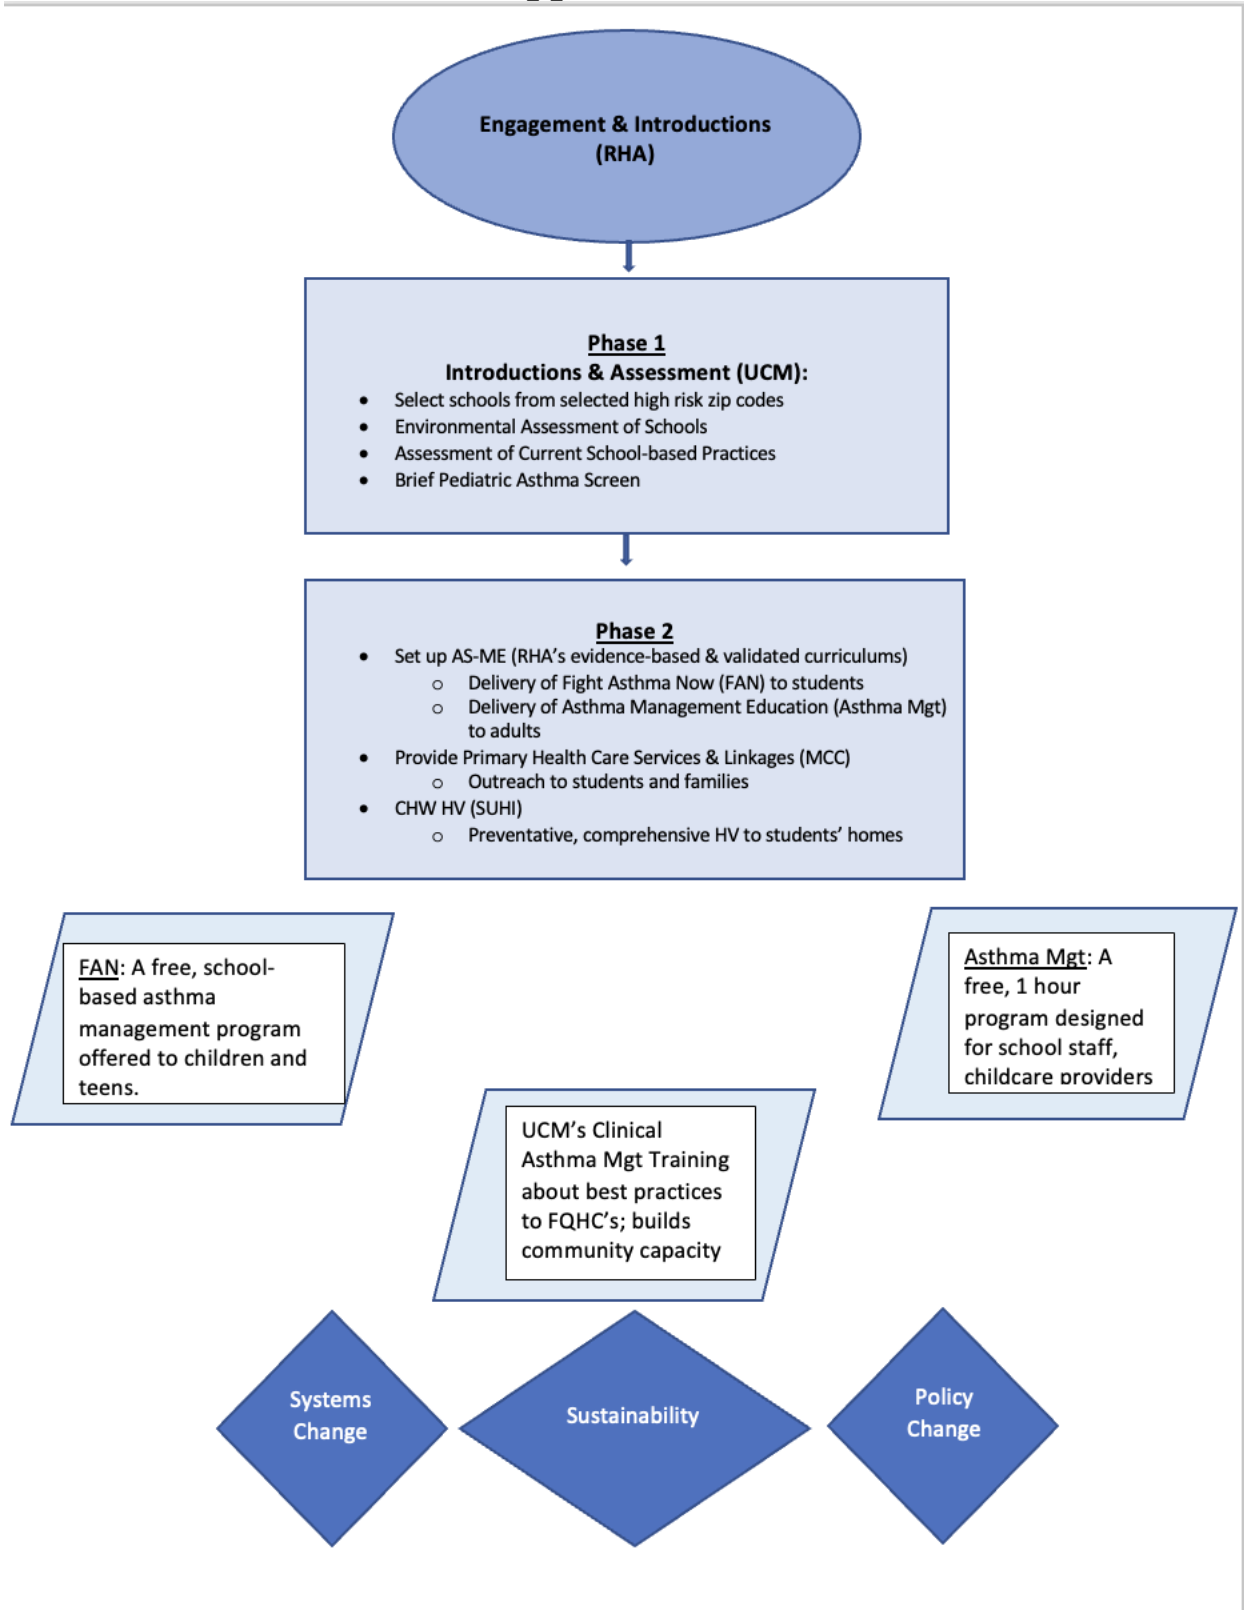 Engagement & Introductions
(RHA)
Phase 1
Introductions & Assessment (UCM):
• Select schools from selected high risk zip codes
• Environmental Assessment of Schools
• Assessment of Current School-based Practices
• Brief Pediatric Asthma Screen
Phase 2
• Set up AS-ME (RHA's evidence-based & validated curriculums)
o Delivery of Fight Asthma Now (FAN) to students
o Delivery of Asthma Management Education (Asthma Mgt)
to adults
• Provide Primary Health Care Services & Linkages (MCC)
o Outreach to students and families
• CHW HV (SUHI)
o Preventative, comprehensive HV to students' homes
FAN: A free, school-
based asthma
management program
offered to children and
teens.
Asthma Mgt: A
free, 1 hour
program designed
for school staff,
childcare providers
UCM's Clinical
Asthma Mgt Training
about best practices
to FQHC's; builds
community capacity
Systems
Change
Sustainability
Policy
Change